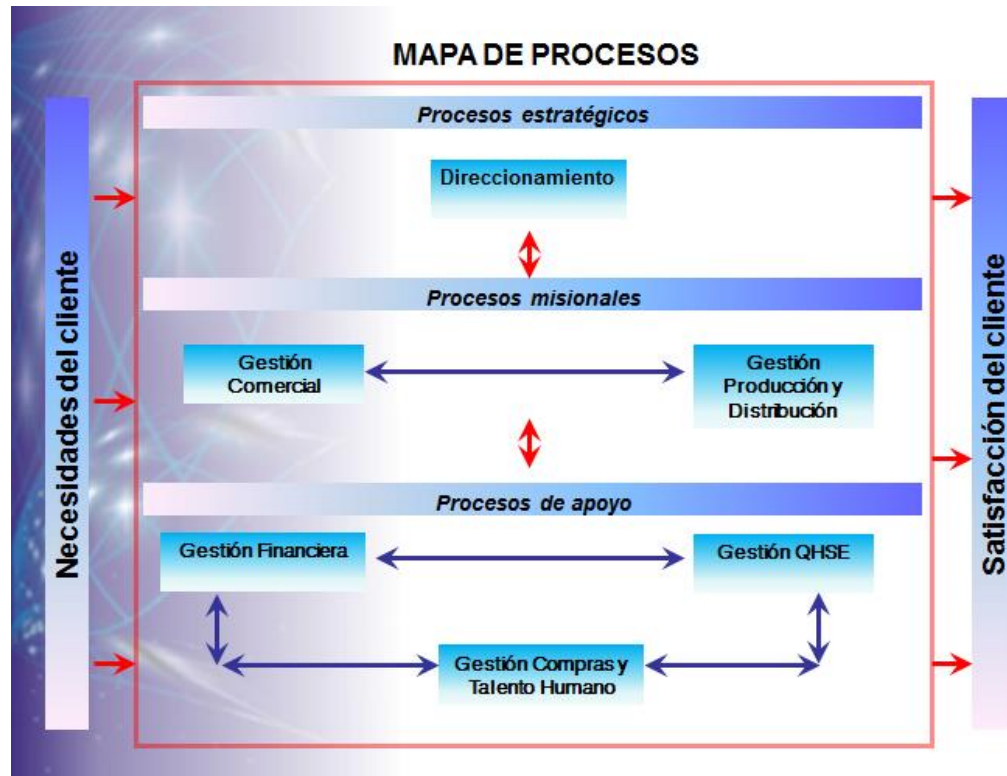 MAPA DE PROCESOS
Necesidades del cliente
Procesos estratégicos
Direccionamiento
Procesos misionales
Gestión
Comercial
Gestión
Producción y
Distribución
Procesos de apoyo
Gestión Financiera
Gestión QHSE
Gestión Compras y
Talento Humano
Satisfacción del cliente